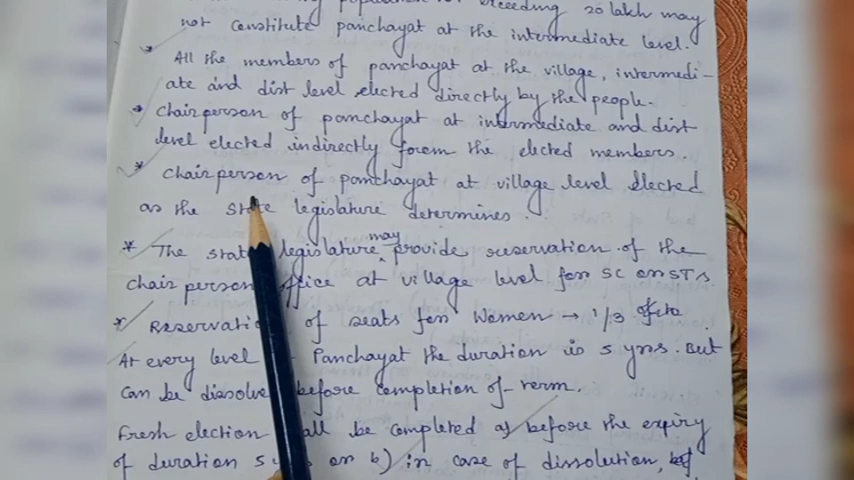 population not exceeding 20 lakh may
not constitute panchayat at the intermediate level.
* All the members of panchayat at the village, intermedi-
ate and dist level elected directly by the people.
* Chairperson of panchayat at intermediate and dist
level elected indirectly form the elected members.
* Chairperson of panchayat at village level elected
as the state legislature determines.
* The state legislature may provide reservation of the
chairperson office at village level for SC or STs
* Reservation of seats for Women → 1/3
At every level Panchayat the duration is 5 yrs. But
can be dissolve before completion of term.
Fresh election shall be completed a) before the expiry
of duration 5 or b) in case of dissolution,